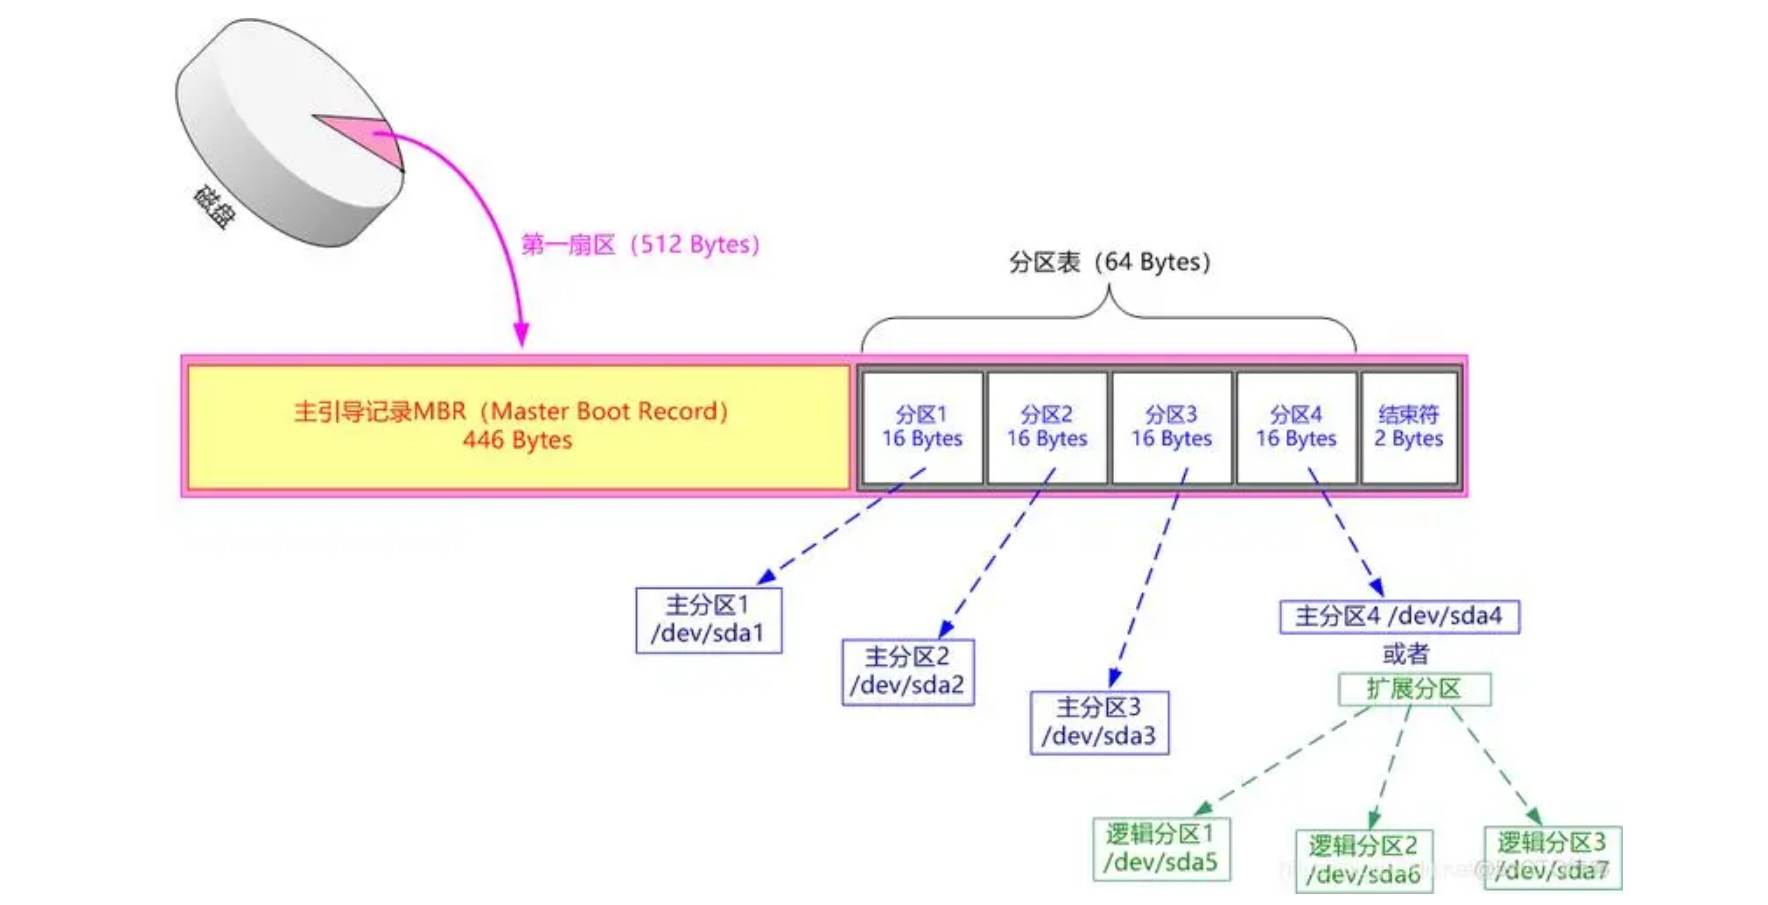 磁盘
第一扇区（512 Bytes）
分区表（64 Bytes）
主引导记录MBR（Master Boot Record）
446 Bytes
分区1
16 Bytes
分区2
16 Bytes
分区3
16 Bytes
分区4
16 Bytes
结束符
2 Bytes
主分区1
/dev/sda1
主分区2
/dev/sda2
主分区3
/dev/sda3
主分区4 /dev/sda4
或者
扩展分区
逻辑分区1
/dev/sda5
逻辑分区2
/dev/sda6
逻辑分区3
/dev/sda7